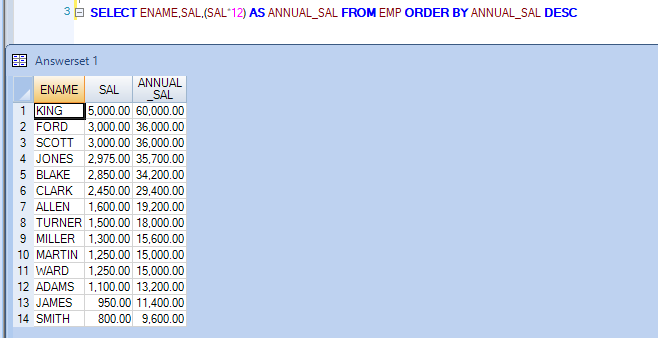 3 SELECT ENAME,SAL,(SAL*12) AS ANNUAL_SAL FROM EMP ORDER BY ANNUAL_SAL DESC
Answerset 1
ENAME SAL ANNUAL
_SAL
1 KING 5,000.00 60,000.00
2 FORD 3,000.00 36,000.00
3 SCOTT 3,000.00 36,000.00
4 JONES 2,975.00 35,700.00
5 BLAKE 2,850.00 34,200.00
6 CLARK 2,450.00 29,400.00
7 ALLEN 1,600.00 19,200.00
8 TURNER 1,500.00 18,000.00
9 MILLER 1,300.00 15,600.00
10 MARTIN 1,250.00 15,000.00
11 WARD 1,250.00 15,000.00
12 ADAMS 1,100.00 13,200.00
13 JAMES 950.00 11,400.00
14 SMITH 800.00 9,600.00